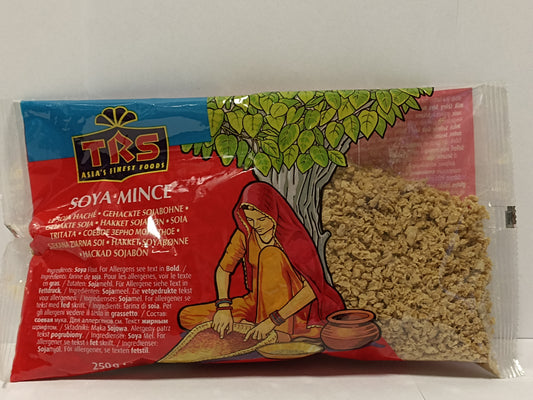 TRS
ASIA'S FINEST FOODS
SOYA MINCE
HACHÉ • GEHACKTE SOJABOHNE •
SOJA • HAKKET SOJABØN • SOIA
TRITATA • СОЕВОЕ ЗЕРНО
ZIARNA SOI • HAKKET SOYABØNNE
HACKAD SOJABÖN
Ingredients: Soya Flour. For Allergens see text in Bold. /
Ingrédients: farine de soja. Pour les allergènes, voir le texte
en gras. / Zutaten: Sojamehl. Für Allergene siehe Text in
Fettdruck. / Ingrediënten: Sojameel. Zie vetgedrukte tekst
voor allergenen. / Ingredienser: Sojamel. For allergener se
tekst med fed skrift. / Ingredienti: Farina di soia. Per
gli allergeni vedere il testo in grassetto. / Состав:
соевая мука. Для аллергенов см. Текст жирным
шрифтом. / Składniki: Mąka Sojowa. Alergeny patrz
tekst pogrubiony. / Ingredienser: Soya Mel. For
allergener se tekst i fet skrift. / Ingredienser:
Sojamjöl. För allergener, se texten i fetstil.
250g